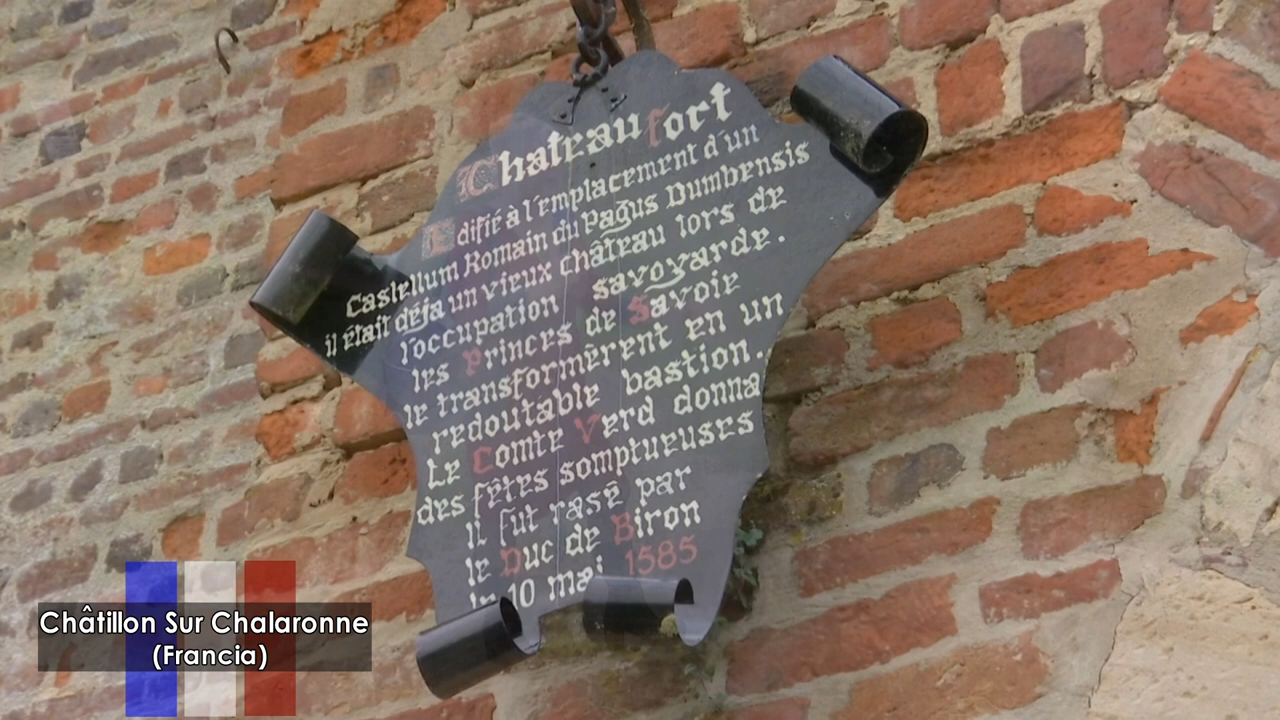 Chateau fort
Edifié à l'emplacement d'un
Castellum Romain du Pagus Dumbensis
il était déja un vieux château lors de
l'occupation savoyarde.
les Princes de Savoie
le transformèrent en un
redoutable bastion.
Le Comte Verd donna
des fêtes somptueuses
il fut rasé par
le Duc de Biron
le 10 mai 1585
Châtillon Sur Chalaronne
(Francia)